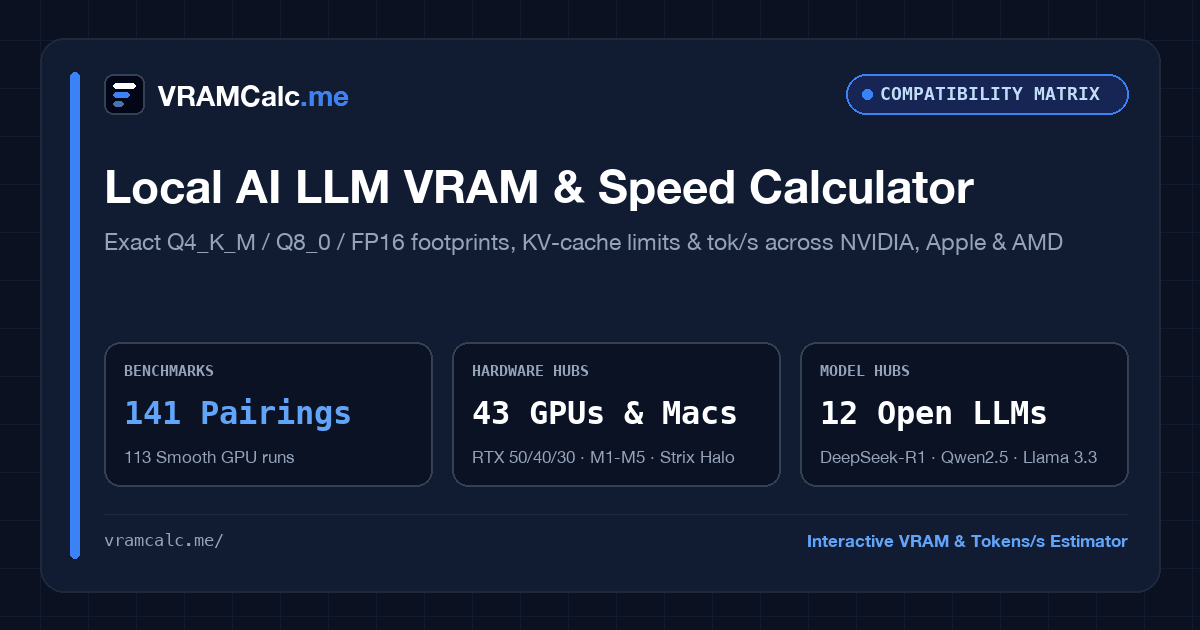 VRAMCalc.me
COMPATIBILITY MATRIX
Local AI LLM VRAM & Speed Calculator
Exact Q4_K_M / Q8_0 / FP16 footprints, KV-cache limits & tok/s across NVIDIA, Apple & AMD
BENCHMARKS
141 Pairings
113 Smooth GPU runs
HARDWARE HUBS
43 GPUs & Macs
RTX 50/40/30 · M1-M5 · Strix Halo
MODEL HUBS
12 Open LLMs
DeepSeek-R1 · Qwen2.5 · Llama 3.3
vramcalc.me/
Interactive VRAM & Tokens/s Estimator